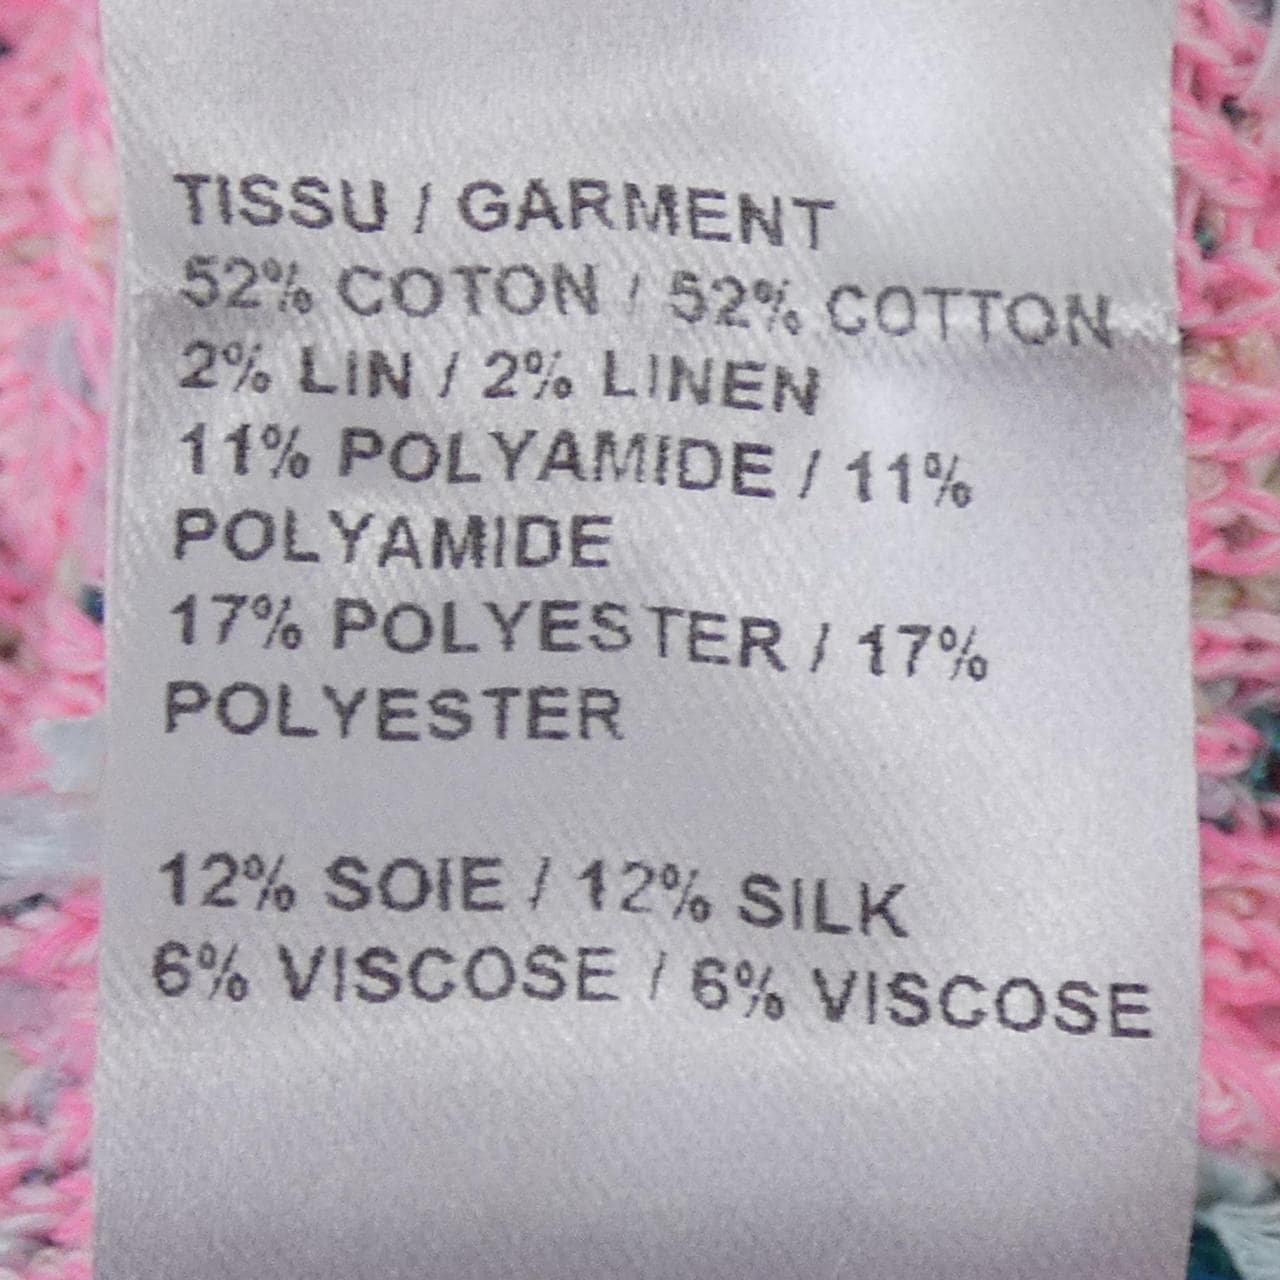 TISSU / GARMENT
52% COTON / 52% COTTON
2% LIN / 2% LINEN
11% POLYAMIDE / 11%
POLYAMIDE
17% POLYESTER / 17%
POLYESTER
12% SOIE / 12% SILK
6% VISCOSE / 6% VISCOSE